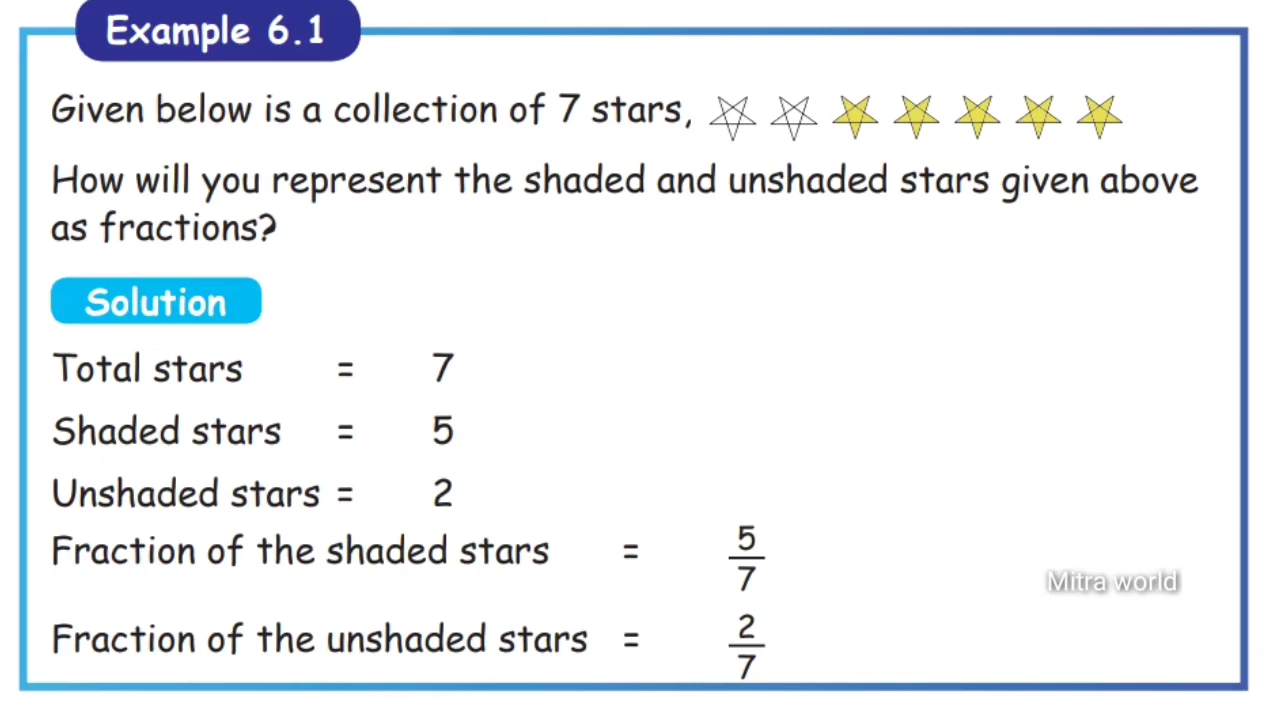 Example 6.1
Given below is a collection of 7 stars,
How will you represent the shaded and unshaded stars given above
as fractions?
Solution
Total stars = 7
Shaded stars = 5
Unshaded stars = 2
Fraction of the shaded stars = 5/7
Mitra world
Fraction of the unshaded stars = 2/7